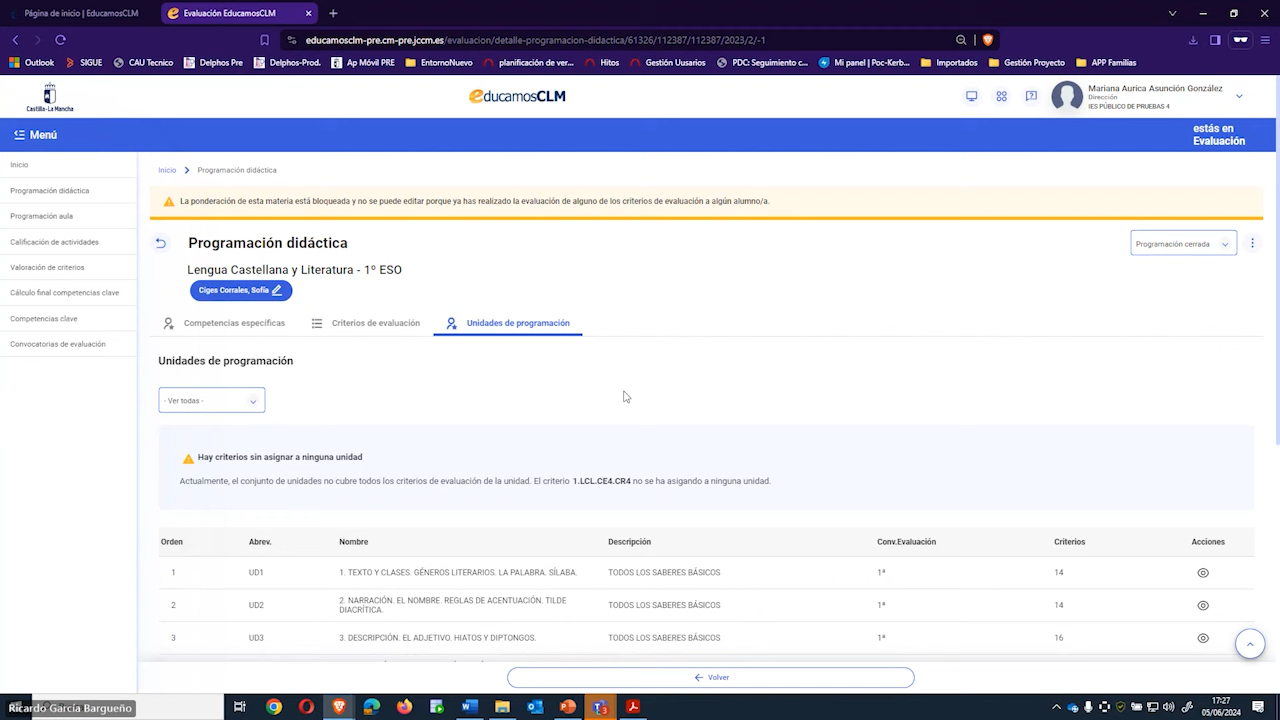 Página de inicio | EducamosCLM
Evaluación EducamosCLM
educamosclm-pre.cm-pre.jccm.es/evaluacion/detalle-programacion-didactica/61326/112387/112387/2023/2/-1
Outlook
SIGUE
CAU Tecnico
Delphos Pre
Delphos-Prod.
Ap Móvil PRE
EntornoNuevo
planificación de ver...
Hitos
Gestión Usuarios
PDC: Seguimiento c...
Mi panel | Poc-Kerb...
Importados
Gestión Proyecto
APP Familias
Castilla-La Mancha
educamosCLM
Mariana Aurica Asunción González
Dirección
IES PÚBLICO DE PRUEBAS 4
Menú
estás en
Evaluación
Inicio
Programación didáctica
Programación aula
Calificación de actividades
Valoración de criterios
Cálculo final competencias clave
Competencias clave
Convocatorias de evaluación
Inicio
Programación didáctica
La ponderación de esta materia está bloqueada y no se puede editar porque ya has realizado la evaluación de alguno de los criterios de evaluación a algún alumno/a.
Programación didáctica
Programación cerrada
Lengua Castellana y Literatura - 1º ESO
Ciges Corrales, Sofía
Competencias específicas
Criterios de evaluación
Unidades de programación
Unidades de programación
- Ver todas -
Hay criterios sin asignar a ninguna unidad
Actualmente, el conjunto de unidades no cubre todos los criterios de evaluación de la unidad. El criterio 1.LCL.CE4.CR4 no se ha asigando a ninguna unidad.
Orden Abrev. Nombre Descripción Conv.Evaluación Criterios Acciones
1 UD1 1. TEXTO Y CLASES. GÉNEROS LITERARIOS. LA PALABRA. SÍLABA. TODOS LOS SABERES BÁSICOS 1ª 14
2 UD2 2. NARRACIÓN. EL NOMBRE. REGLAS DE ACENTUACIÓN. TILDE
DIACRÍTICA. TODOS LOS SABERES BÁSICOS 1ª 14
3 UD3 3. DESCRIPCIÓN. EL ADJETIVO. HIATOS Y DIPTONGOS. TODOS LOS SABERES BÁSICOS 1ª 16
Volver
Ricardo García Bargueño
17:27
05/06/2024